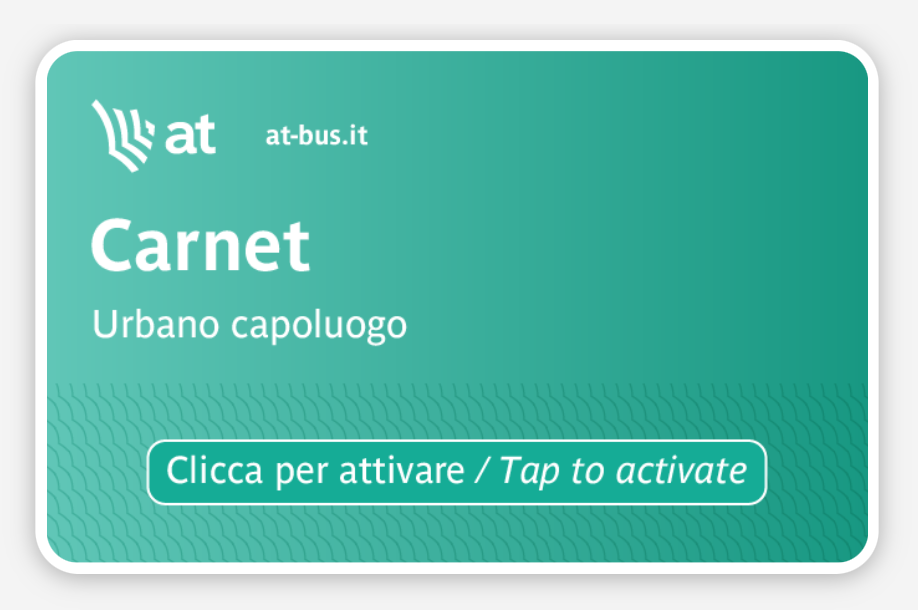 at at-bus.it
Carnet
Urbano capoluogo
Clicca per attivare / Tap to activate